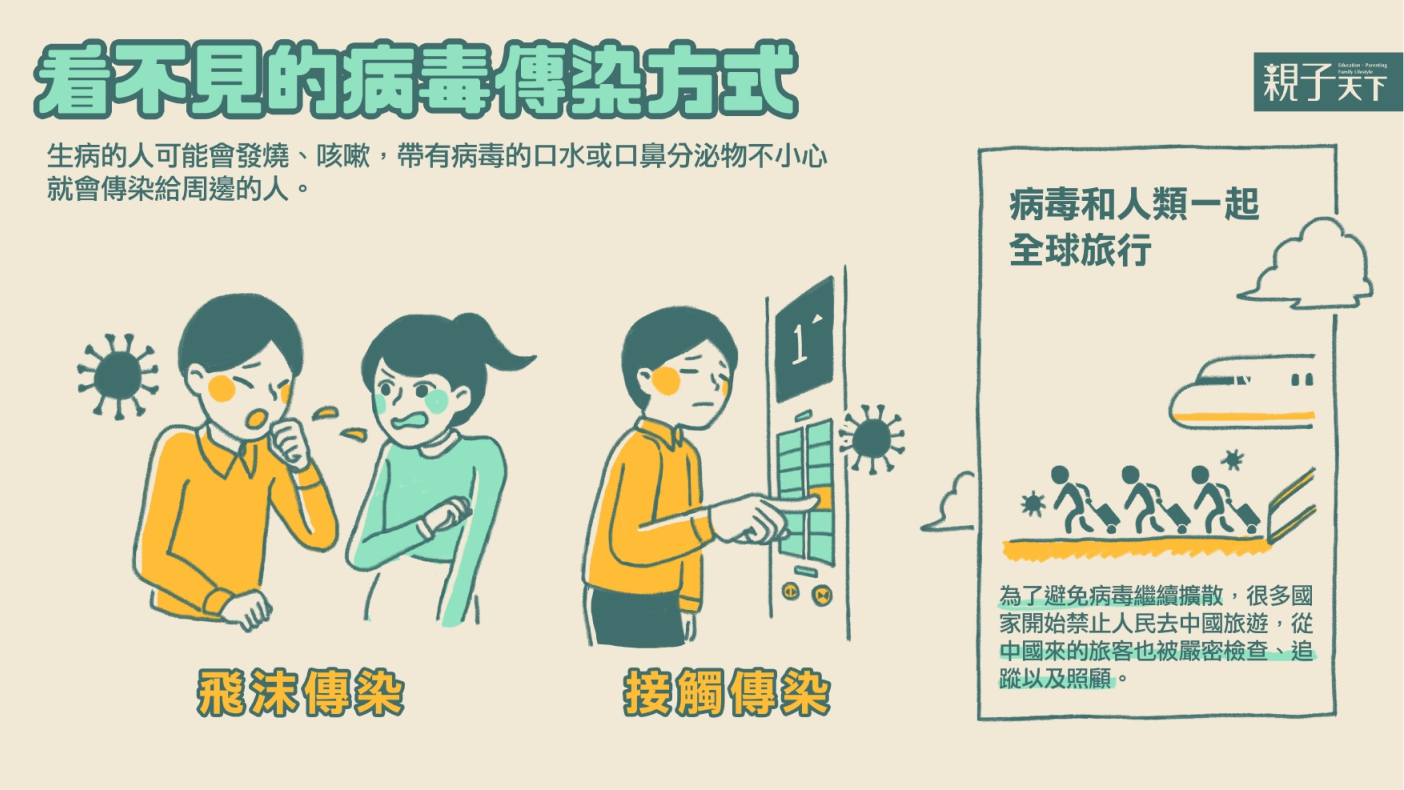 看不見的病毒傳染方式
親子天下
Education · Parenting
Family Lifestyle
生病的人可能會發燒、咳嗽，帶有病毒的口水或口鼻分泌物不小心
就會傳染給周邊的人。
1
飛沫傳染
接觸傳染
病毒和人類一起
全球旅行
為了避免病毒繼續擴散，很多國
家開始禁止人民去中國旅遊，從
中國來的旅客也被嚴密檢查、追
蹤以及照顧。